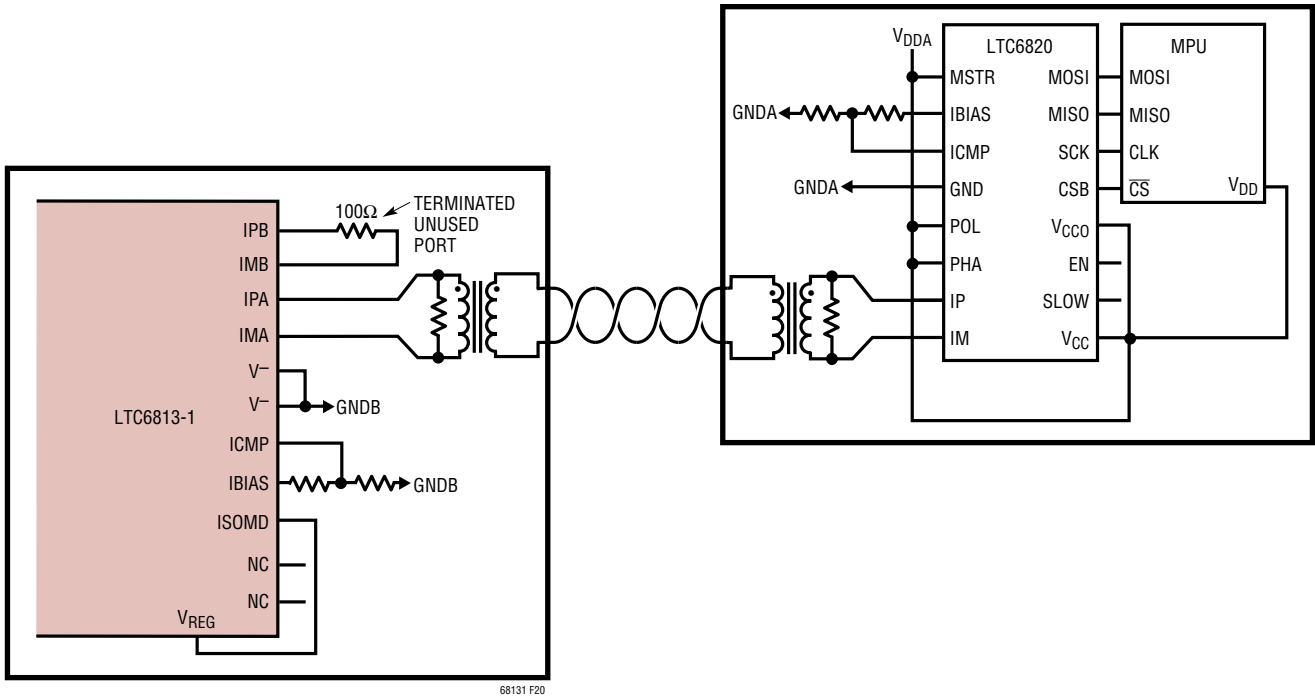 IPB
IMB
IPA
IMA
V–
V–
GNDB
ICMP
IBIAS
GNDB
ISOMD
NC
NC
VREG
LTC6813-1
100Ω
TERMINATED
UNUSED
PORT
VDDA
LTC6820
MPU
MSTR
MOSI
MOSI
GNDA
IBIAS
MISO
MISO
ICMP
SCK
CLK
GNDA
GND
CSB
CS
VDD
POL
VCCO
PHA
EN
IP
SLOW
IM
VCC
68131 F20